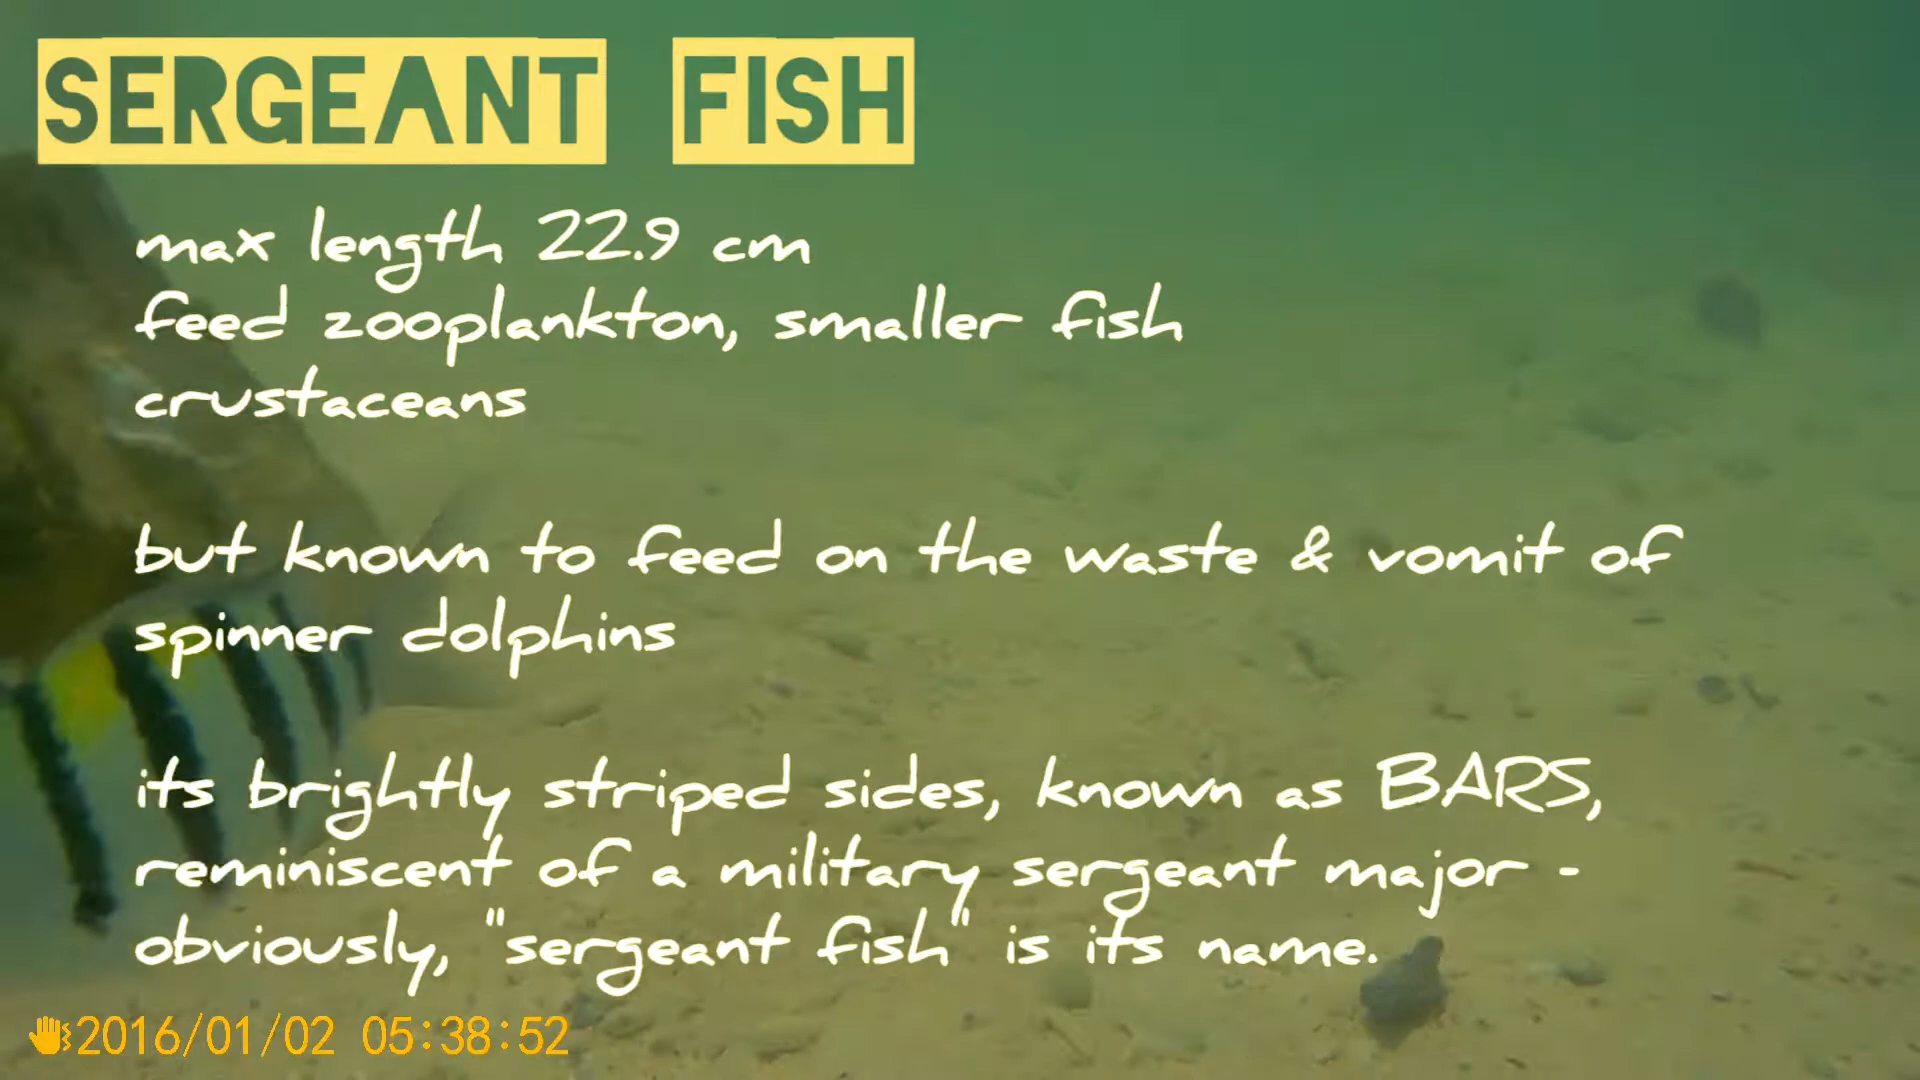 SERGEANT FISH
max length 22.9 cm
feed zooplankton, smaller fish
crustaceans
but known to feed on the waste & vomit of
spinner dolphins
its brightly striped sides, known as BARS,
reminiscent of a military sergeant major -
obviously, "sergeant fish" is its name.
2016/01/02 05:38:52